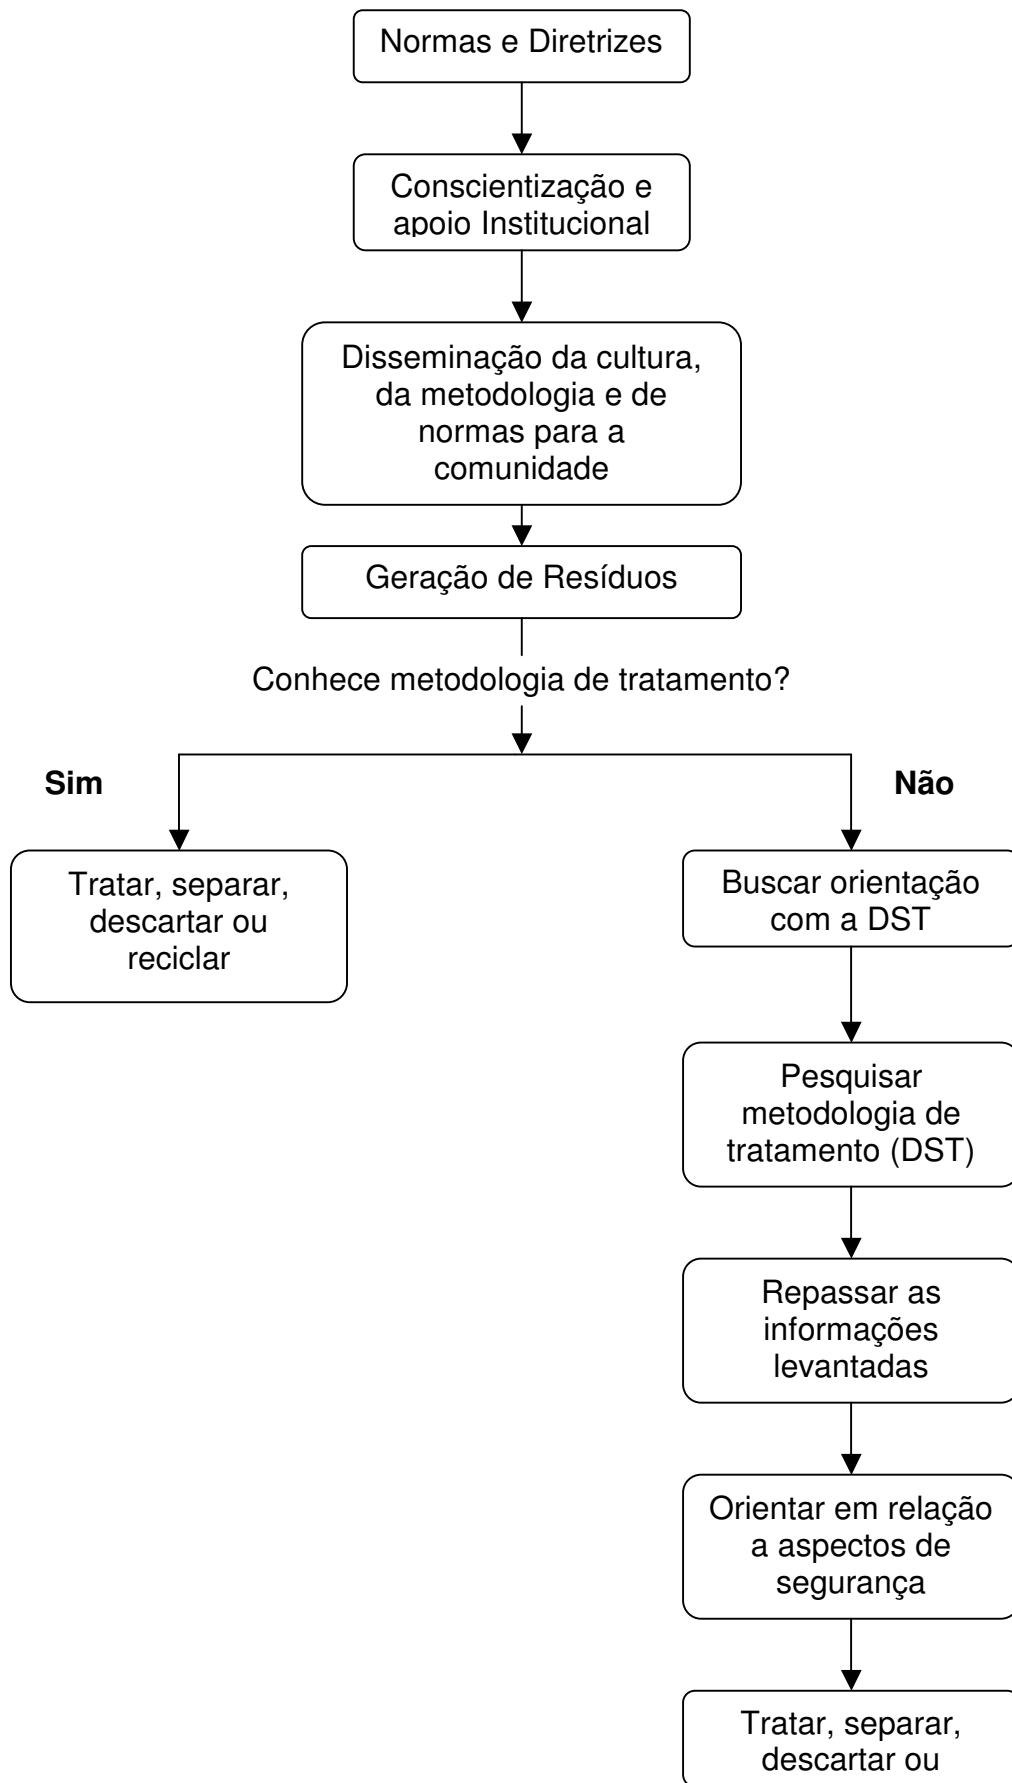 Normas e Diretrizes
Conscientização e
apoio Institucional
Disseminação da cultura,
da metodologia e de
normas para a
comunidade
Geração de Resíduos
Conhece metodologia de tratamento?
Sim
Não
Tratar, separar,
descartar ou
reciclar
Buscar orientação
com a DST
Pesquisar
metodologia de
tratamento (DST)
Repassar as
informações
levantadas
Orientar em relação
a aspectos de
segurança
Tratar, separar,
descartar ou